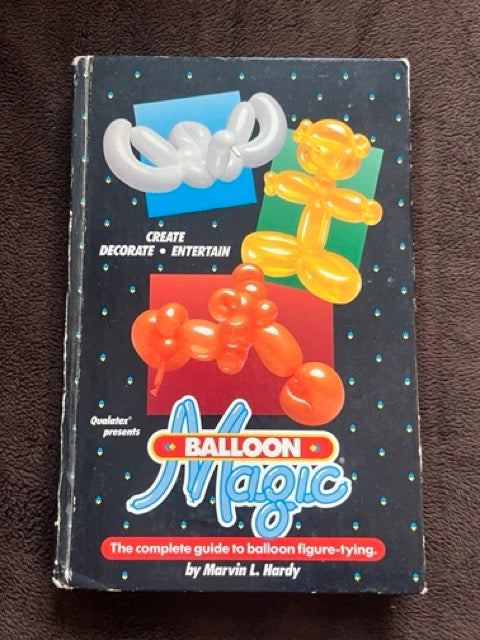 CREATE
DECORATE • ENTERTAIN
Qualatex®
presents
BALLOON
Magic®
The complete guide to balloon figure-tying.
by Marvin L. Hardy